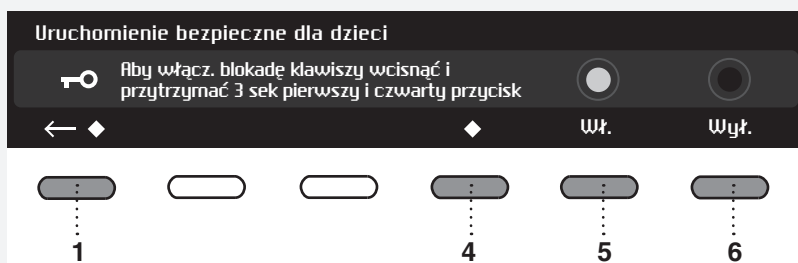 Uruchomienie bezpieczne dla dzieci
Aby włącz. blokadę klawiszy wcisnąć i
przytrzymać 3 sek pierwszy i czwarty przycisk
Wł. Wył.
1 4 5 6